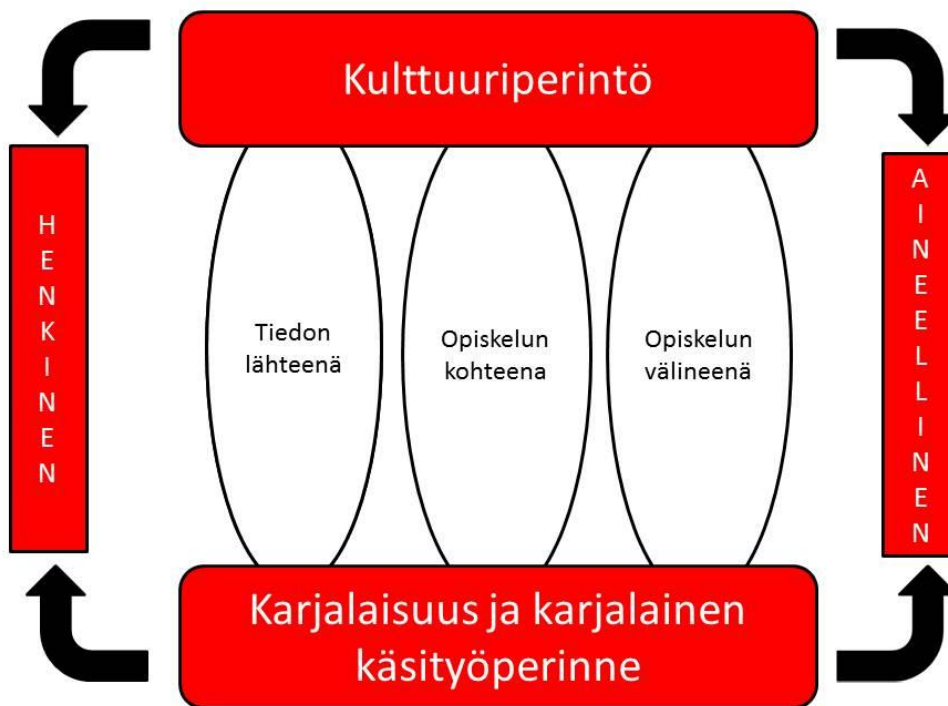 Kulttuuriperintö
HENKINEN
Tiedon
lähteenä
Opiskelun
kohteena
Opiskelun
välineenä
AINEELLINEN
Karjalaisuus ja karjalainen
käsityöperinne